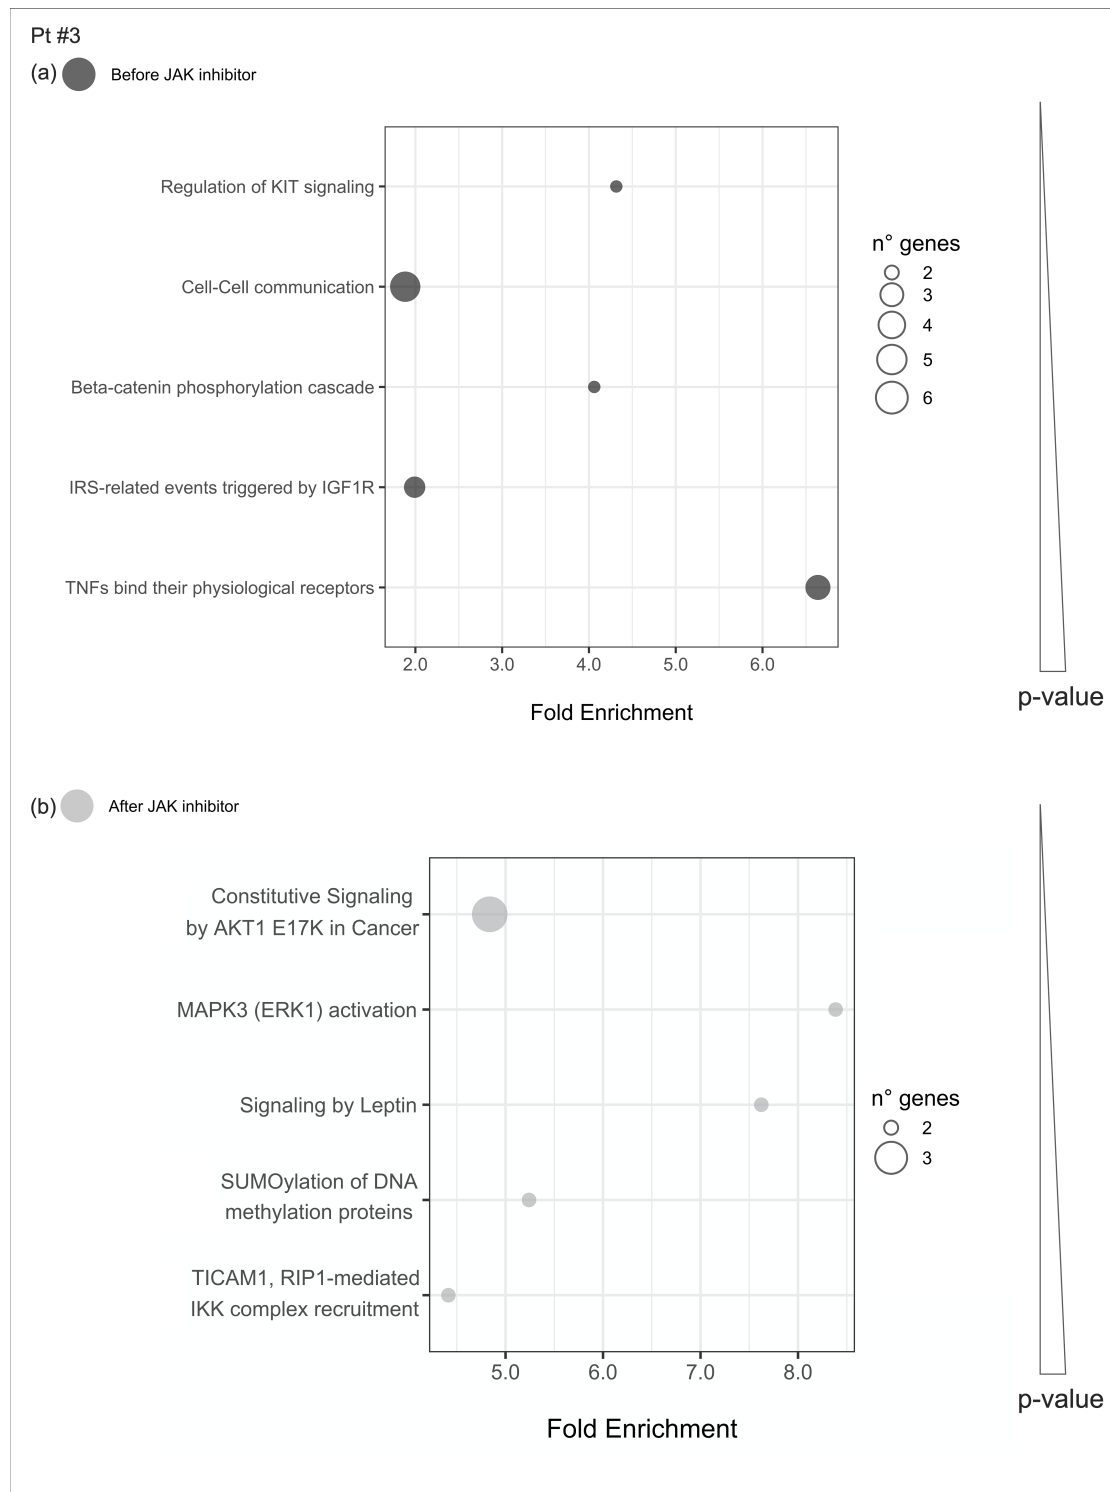 Pt #3
(a) Before JAK inhibitor
Regulation of KIT signaling
Cell-Cell communication
Beta-catenin phosphorylation cascade
IRS-related events triggered by IGF1R
TNFs bind their physiological receptors
2.0 3.0 4.0 5.0 6.0
Fold Enrichment
n° genes
2
3
4
5
6
p-value
(b) After JAK inhibitor
Constitutive Signaling
by AKT1 E17K in Cancer
MAPK3 (ERK1) activation
Signaling by Leptin
SUMOylation of DNA
methylation proteins
TICAM1, RIP1-mediated
IKK complex recruitment
5.0 6.0 7.0 8.0
Fold Enrichment
n° genes
2
3
p-value